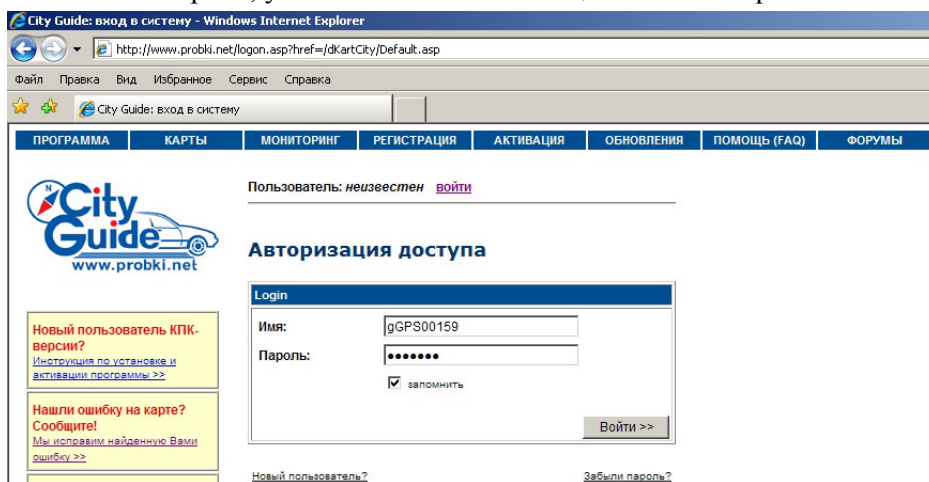 City Guide: вход в систему - Windows Internet Explorer
http://www.probki.net/logon.asp?href=/dKartCity/Default.asp
Файл Правка Вид Избранное Сервис Справка
City Guide: вход в систему
ПРОГРАММА КАРТЫ МОНИТОРИНГ РЕГИСТРАЦИЯ АКТИВАЦИЯ ОБНОВЛЕНИЯ ПОМОЩЬ (FAQ) ФОРУМЫ
Пользователь: неизвестен войти
N
City
Guide
www.probki.net
Авторизация доступа
Login
Имя: gGPS00159
Пароль: •••••••
запомнить
Войти >>
Новый пользователь? Забыли пароль?
Новый пользователь КПК-
версии?
Инструкция по установке и
активации программы >>
Нашли ошибку на карте?
Сообщите!
Мы исправим найденную Вами
ошибку >>